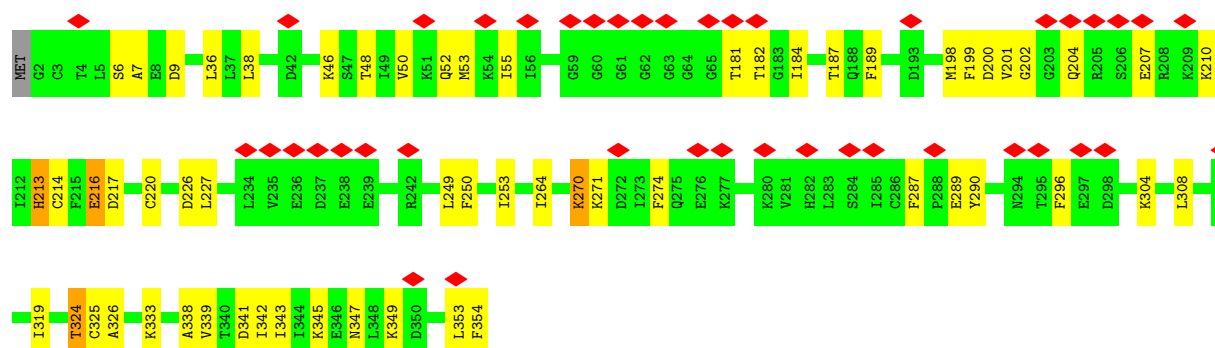 MET G2 C3 T4 L5 S6 A7 E8 D9 L36 L37 L38 D42 K46 S47 T48 I49 V50 K51 Q52 M53 K54 I55 I56 G59 G60 G61 G62 G63 G64 G65 T181 T182 G183 I184 T187 Q188 F189 D193 M198 F199 D200 V201 G202 G203 Q204 R205 S206 E207 R208 K209 K210
I212 H213 C214 F215 E216 D217 C220 D226 L227 L234 V235 E236 D237 E238 E239 R242 L249 F250 I253 I264 K270 K271 D272 I273 F274 Q275 E276 K277 K280 V281 H282 L283 S284 I285 C286 F287 P288 E289 Y290 N294 T295 F296 E297 D298 K304 L308
I319 T324 C325 A326 K333 A338 V339 T340 D341 I342 I343 I344 K345 E346 N347 L348 K349 D350 L353 F354